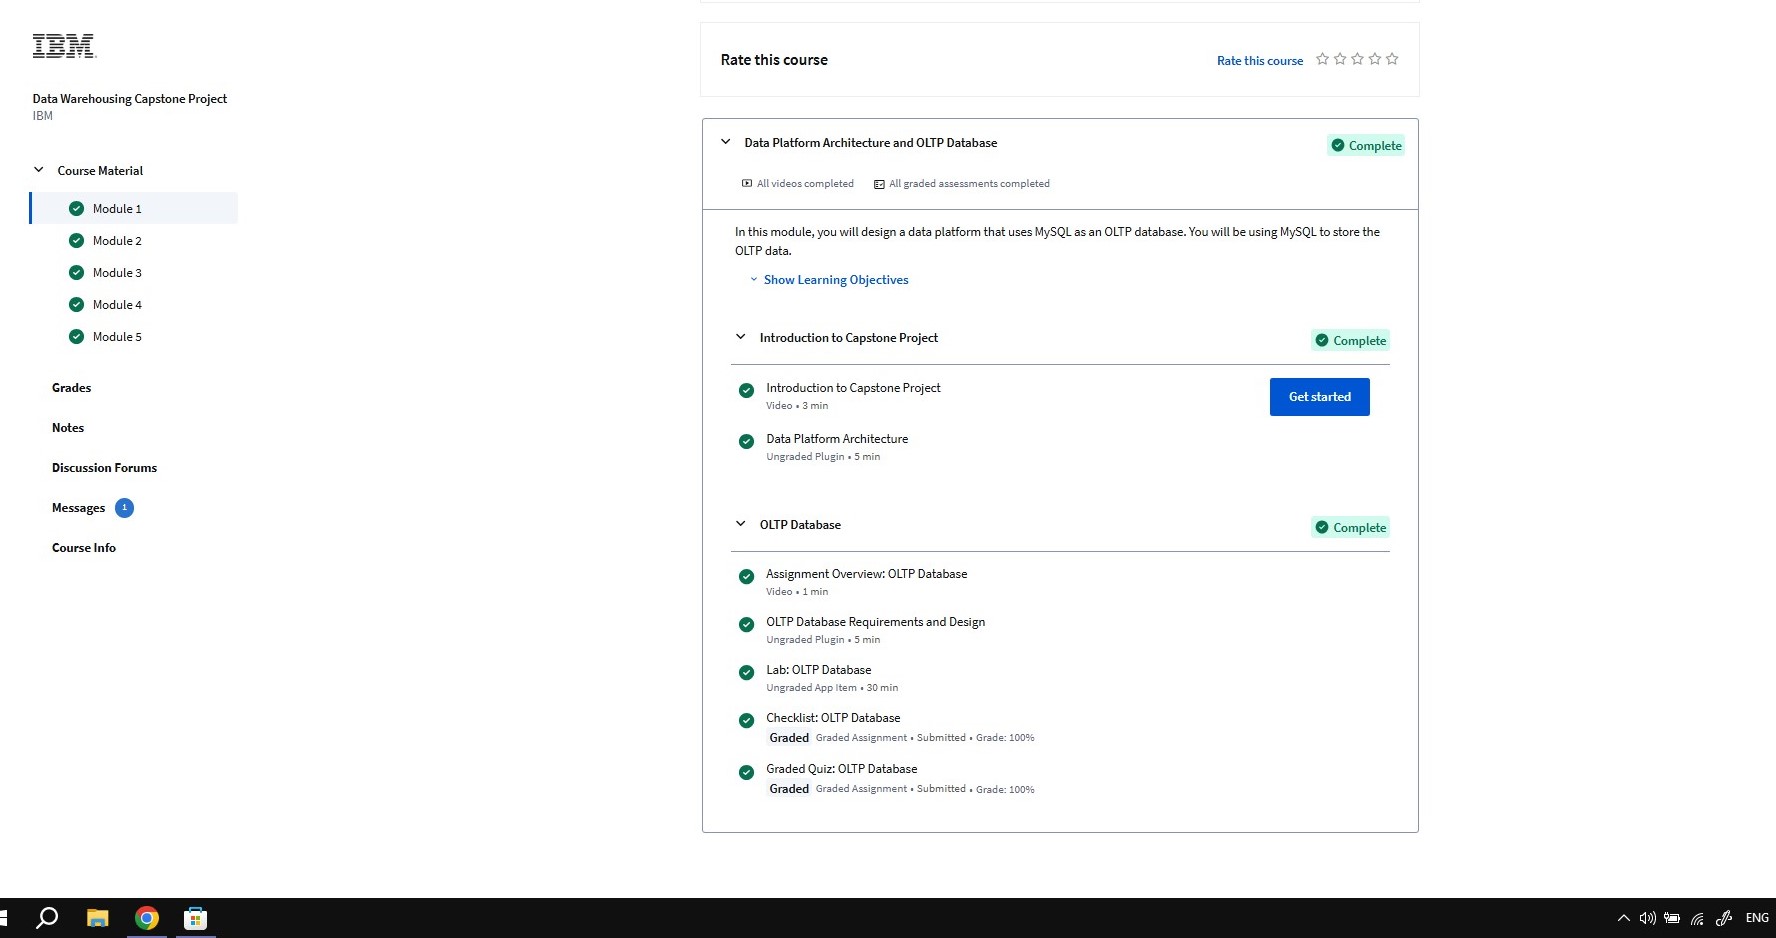 IBM
Data Warehousing Capstone Project
IBM
Course Material
Module 1
Module 2
Module 3
Module 4
Module 5
Grades
Notes
Discussion Forums
Messages 1
Course Info
Rate this course Rate this course
Data Platform Architecture and OLTP Database Complete
All videos completed All graded assessments completed
In this module, you will design a data platform that uses MySQL as an OLTP database. You will be using MySQL to store the
OLTP data.
Show Learning Objectives
Introduction to Capstone Project Complete
Introduction to Capstone Project
Video • 3 min
Get started
Data Platform Architecture
Ungraded Plugin • 5 min
OLTP Database Complete
Assignment Overview: OLTP Database
Video • 1 min
OLTP Database Requirements and Design
Ungraded Plugin • 5 min
Lab: OLTP Database
Ungraded App Item • 30 min
Checklist: OLTP Database
Graded Graded Assignment • Submitted • Grade: 100%
Graded Quiz: OLTP Database
Graded Graded Assignment • Submitted • Grade: 100%
ENG